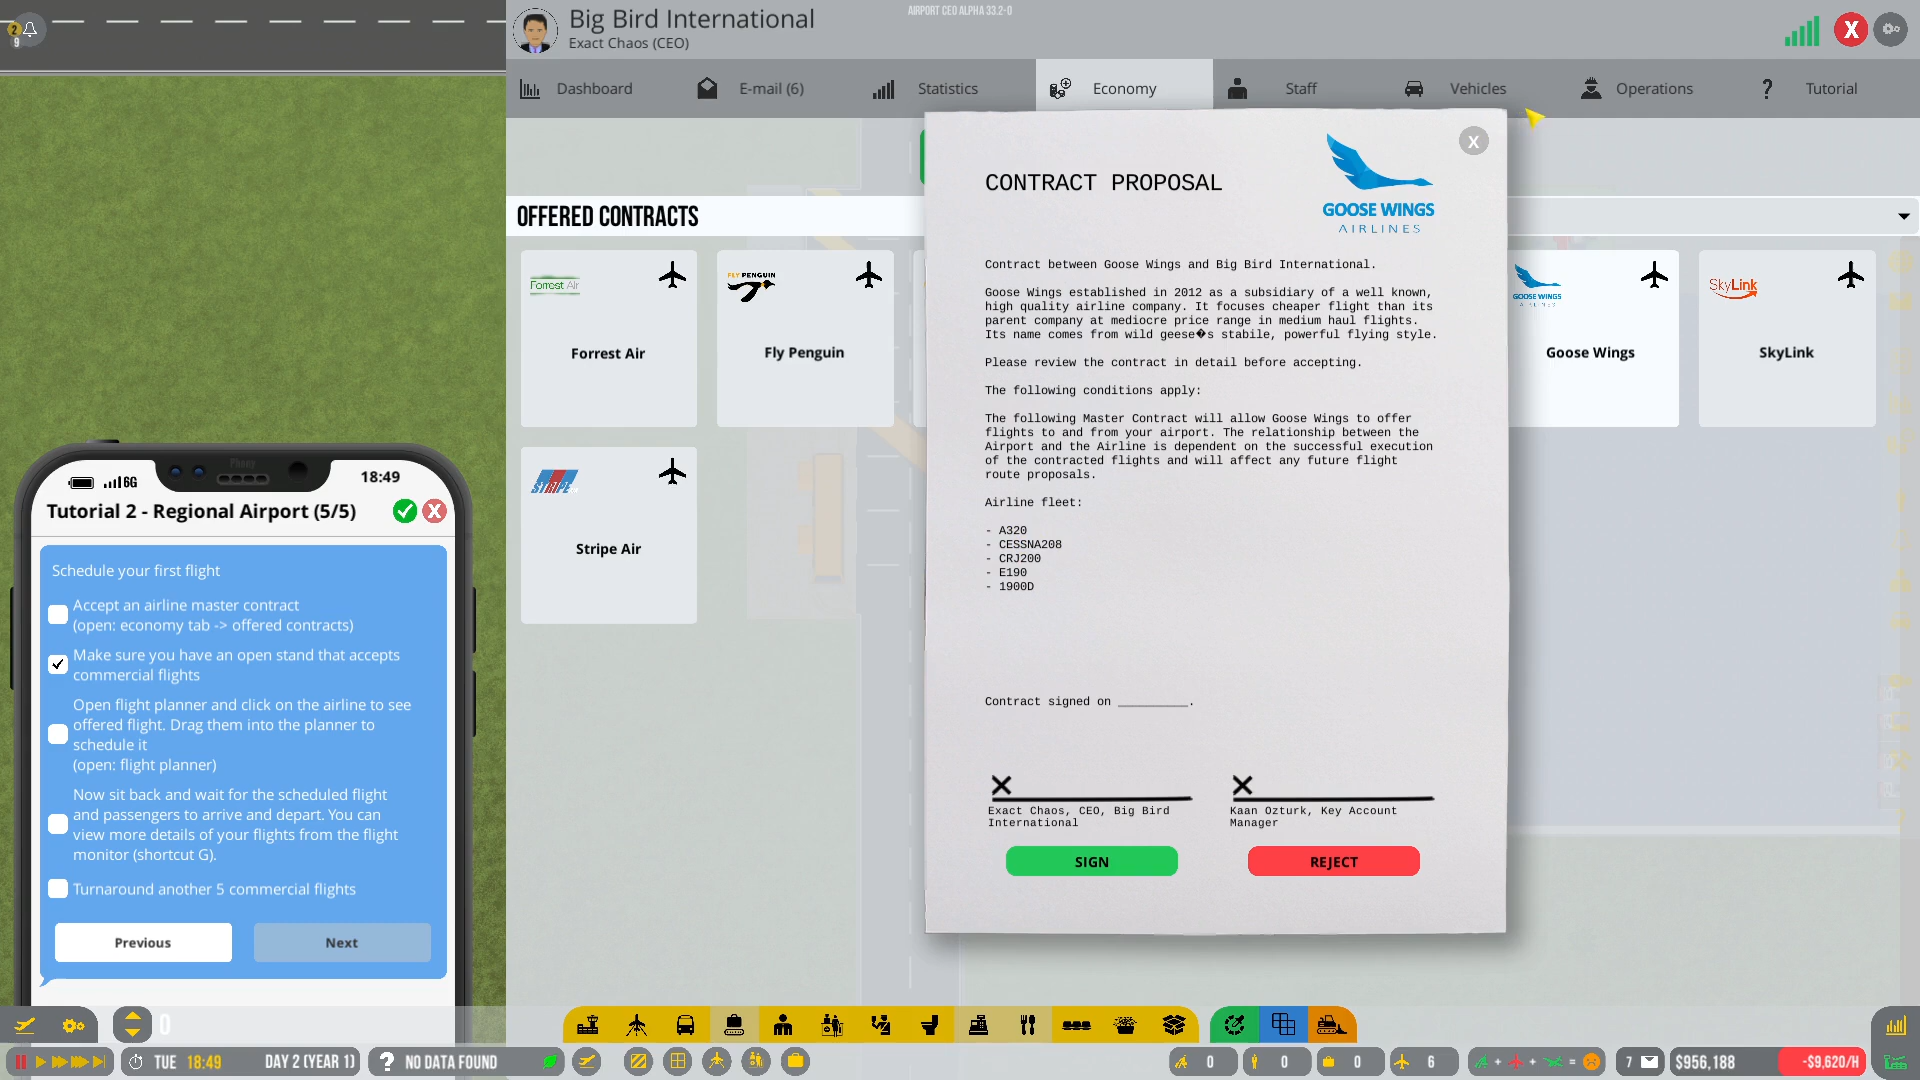 2
9
Big Bird International
Exact Chaos (CEO)
AIRPORT CEO ALPHA 33.2-0
X
Dashboard
E-mail (6)
Statistics
Economy
Staff
Vehicles
? Tutorial
Operations
OFFERED CONTRACTS
Forrest Air
Forrest Air
FLY PENGUIN
Fly Penguin
GOOSE WINGS
AIRLINES
Goose Wings
SkyLink
SkyLink
STRIPE
Stripe Air
X
CONTRACT PROPOSAL
GOOSE WINGS
AIRLINES
Contract between Goose Wings and Big Bird International.
Goose Wings established in 2012 as a subsidiary of a well known,
high quality airline company. It focuses cheaper flight than its
parent company at mediocre price range in medium haul flights.
Its name comes from wild geese�s stabile, powerful flying style.
Please review the contract in detail before accepting.
The following conditions apply:
The following Master Contract will allow Goose Wings to offer
flights to and from your airport. The relationship between the
Airport and the Airline is dependent on the successful execution
of the contracted flights and will affect any future flight
route proposals.
Airline fleet:
- A320
- CESSNA208
- CRJ200
- E190
- 1900D
Contract signed on __________.
Exact Chaos, CEO, Big Bird
International
Kaan Ozturk, Key Account
Manager
SIGN
REJECT
Phony
6G
18:49
Tutorial 2 - Regional Airport (5/5)
X
Schedule your first flight
Accept an airline master contract
(open: economy tab -> offered contracts)
Make sure you have an open stand that accepts
commercial flights
Open flight planner and click on the airline to see
offered flight. Drag them into the planner to
schedule it
(open: flight planner)
Now sit back and wait for the scheduled flight
and passengers to arrive and depart. You can
view more details of your flights from the flight
monitor (shortcut G).
Turnaround another 5 commercial flights
Previous
Next
0
TUE 18:49 DAY 2 (YEAR 1)
? NO DATA FOUND
0
0
0
6
+ + =
7
$956,188
-$9,620/H